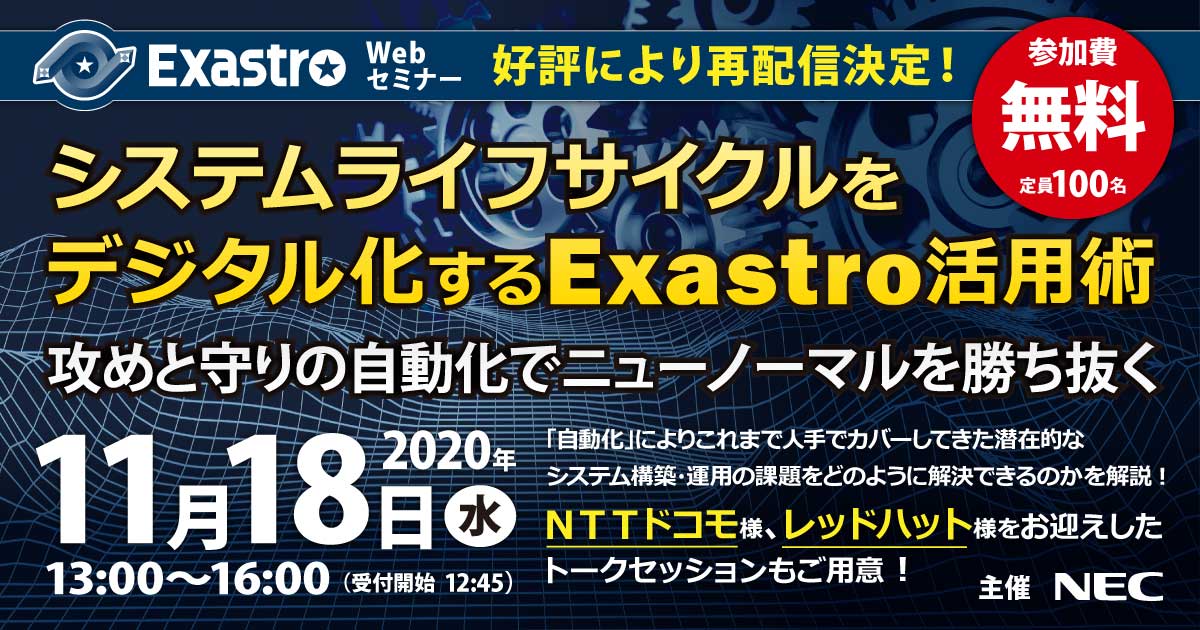 Exastro Web
セミナー
好評により再配信決定！
参加費
無料
定員100名
システムライフサイクルを
デジタル化するExastro活用術
攻めと守りの自動化でニューノーマルを勝ち抜く
2020年
11月18日 水
13:00～16:00（受付開始 12:45）
「自動化」によりこれまで人手でカバーしてきた潜在的な
システム構築・運用の課題をどのように解決できるのかを解説！
NTTドコモ様、レッドハット様をお迎えした
トークセッションもご用意！
主催 NEC